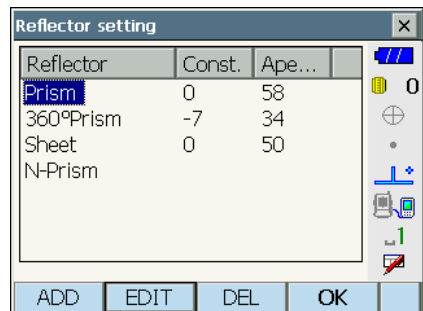 Reflector setting
Reflector Const. Ape...
Prism 0 58
360ºPrism -7 34
Sheet 0 50
N-Prism
0
1
ADD EDIT DEL OK